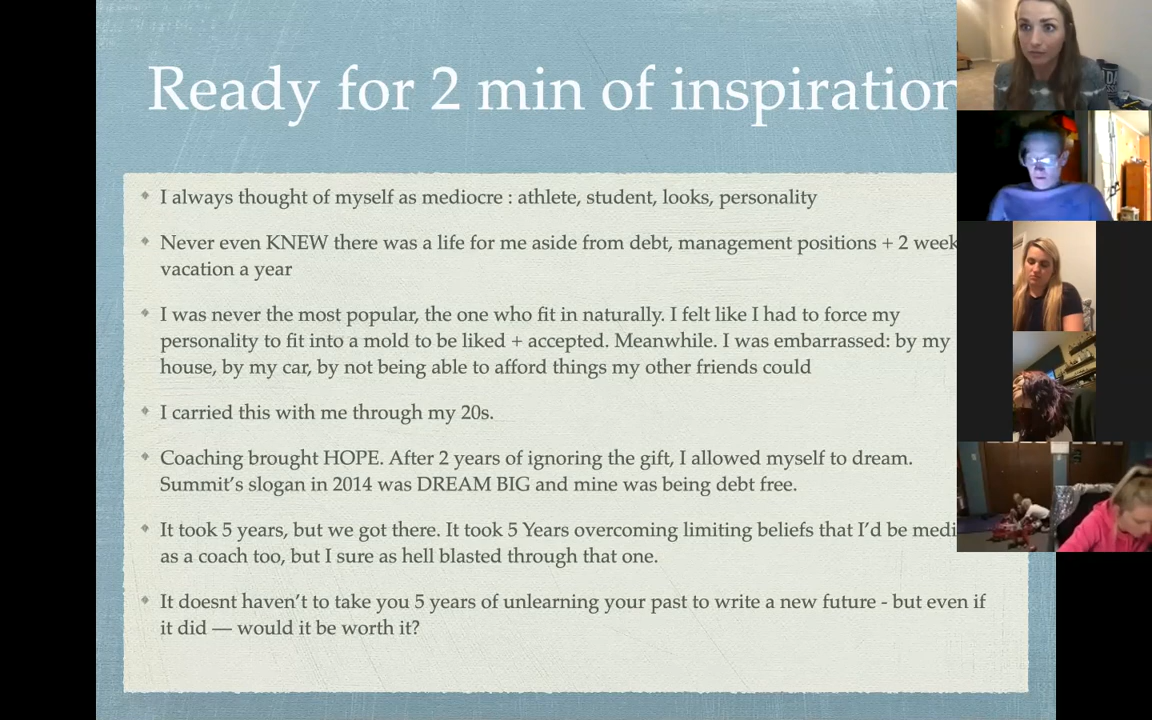 Ready for 2 min of inspiration
I always thought of myself as mediocre : athlete, student, looks, personality
Never even KNEW there was a life for me aside from debt, management positions + 2 week
vacation a year
I was never the most popular, the one who fit in naturally. I felt like I had to force my
personality to fit into a mold to be liked + accepted. Meanwhile. I was embarrassed: by my
house, by my car, by not being able to afford things my other friends could
I carried this with me through my 20s.
Coaching brought HOPE. After 2 years of ignoring the gift, I allowed myself to dream.
Summit's slogan in 2014 was DREAM BIG and mine was being debt free.
It took 5 years, but we got there. It took 5 Years overcoming limiting beliefs that I'd be medi
as a coach too, but I sure as hell blasted through that one.
It doesnt haven't to take you 5 years of unlearning your past to write a new future - but even if
it did — would it be worth it?